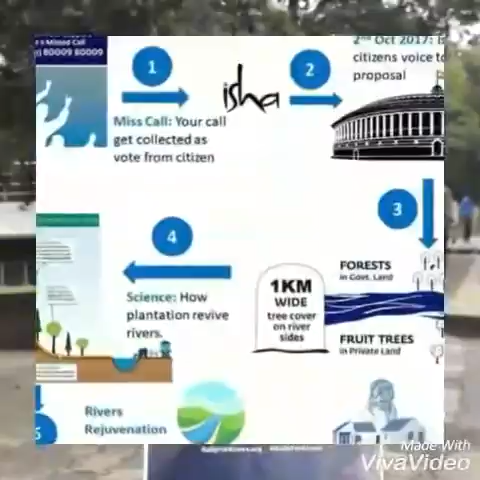 a Missed Call
80009 80009
1
isha
2
2nd Oct 2017:
citizens voice to
proposal
Miss Call: Your call
get collected as
vote from citizen
3
4
Science: How
plantation revive
rivers.
1KM
WIDE
tree cover
on river
sides
FORESTS
in Govt. Land
FRUIT TREES
in Private Land
5
Rivers
Rejuvenation
Made With
VivaVideo